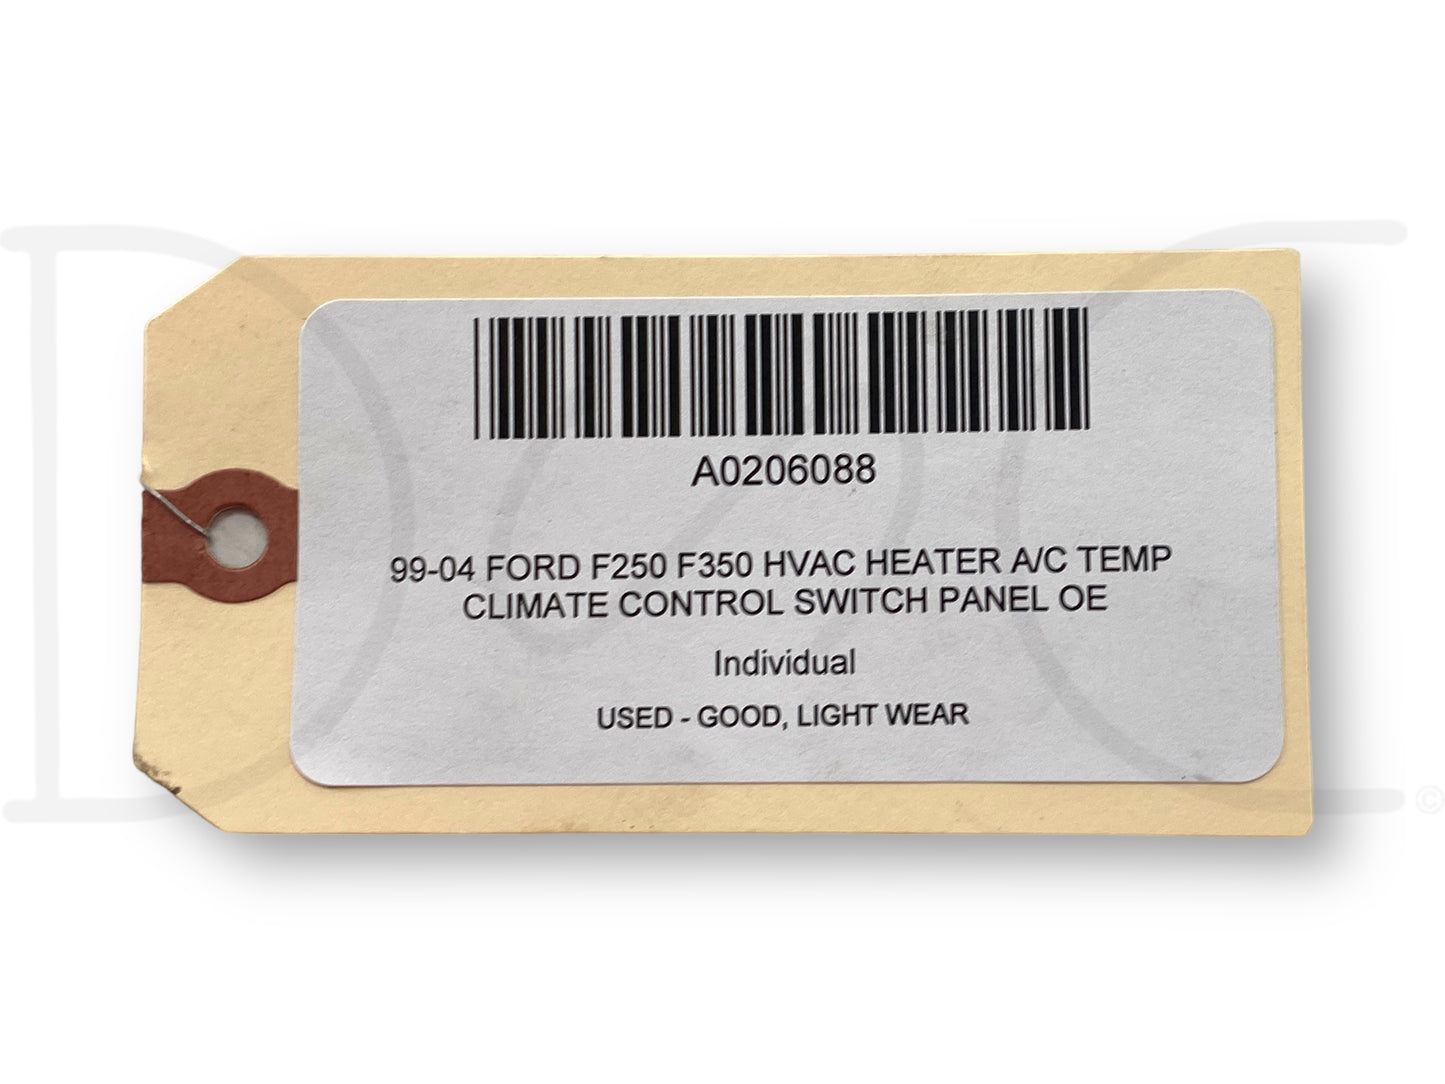 A0206088
99-04 FORD F250 F350 HVAC HEATER A/C TEMP
CLIMATE CONTROL SWITCH PANEL OE
Individual
USED - GOOD, LIGHT WEAR
©